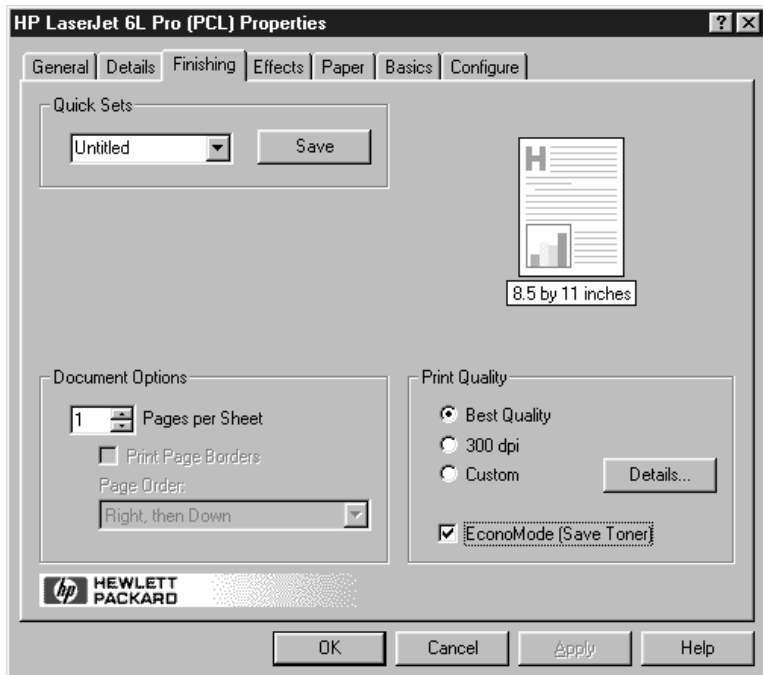 HP LaserJet 6L Pro (PCL) Properties
General Details Finishing Effects Paper Basics Configure
Quick Sets
Untitled Save
H
8.5 by 11 inches
Document Options
1 Pages per Sheet
Print Page Borders
Page Order:
Right, then Down
Print Quality
Best Quality
300 dpi
Custom Details...
EconoMode (Save Toner)
hp HEWLETT
PACKARD
OK Cancel Apply Help